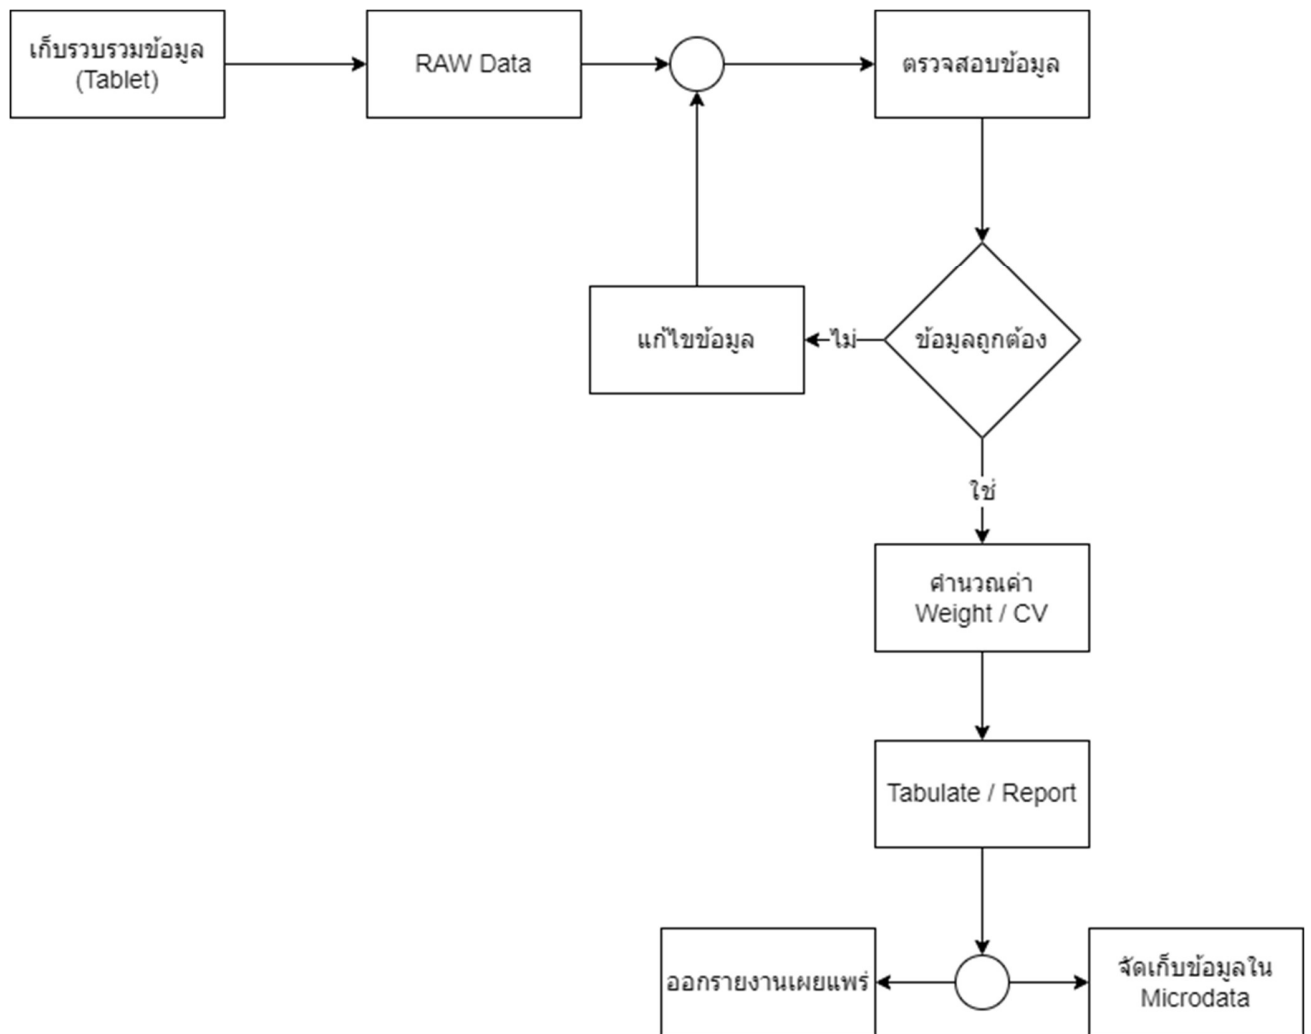 เก็บรวบรวมข้อมูล
(Tablet)
RAW Data
ตรวจสอบข้อมูล
แก้ไขข้อมูล
ไม่
ข้อมูลถูกต้อง
ใช่
คำนวณค่า
Weight / CV
Tabulate / Report
ออกรายงานเผยแพร่
จัดเก็บข้อมูลใน
Microdata